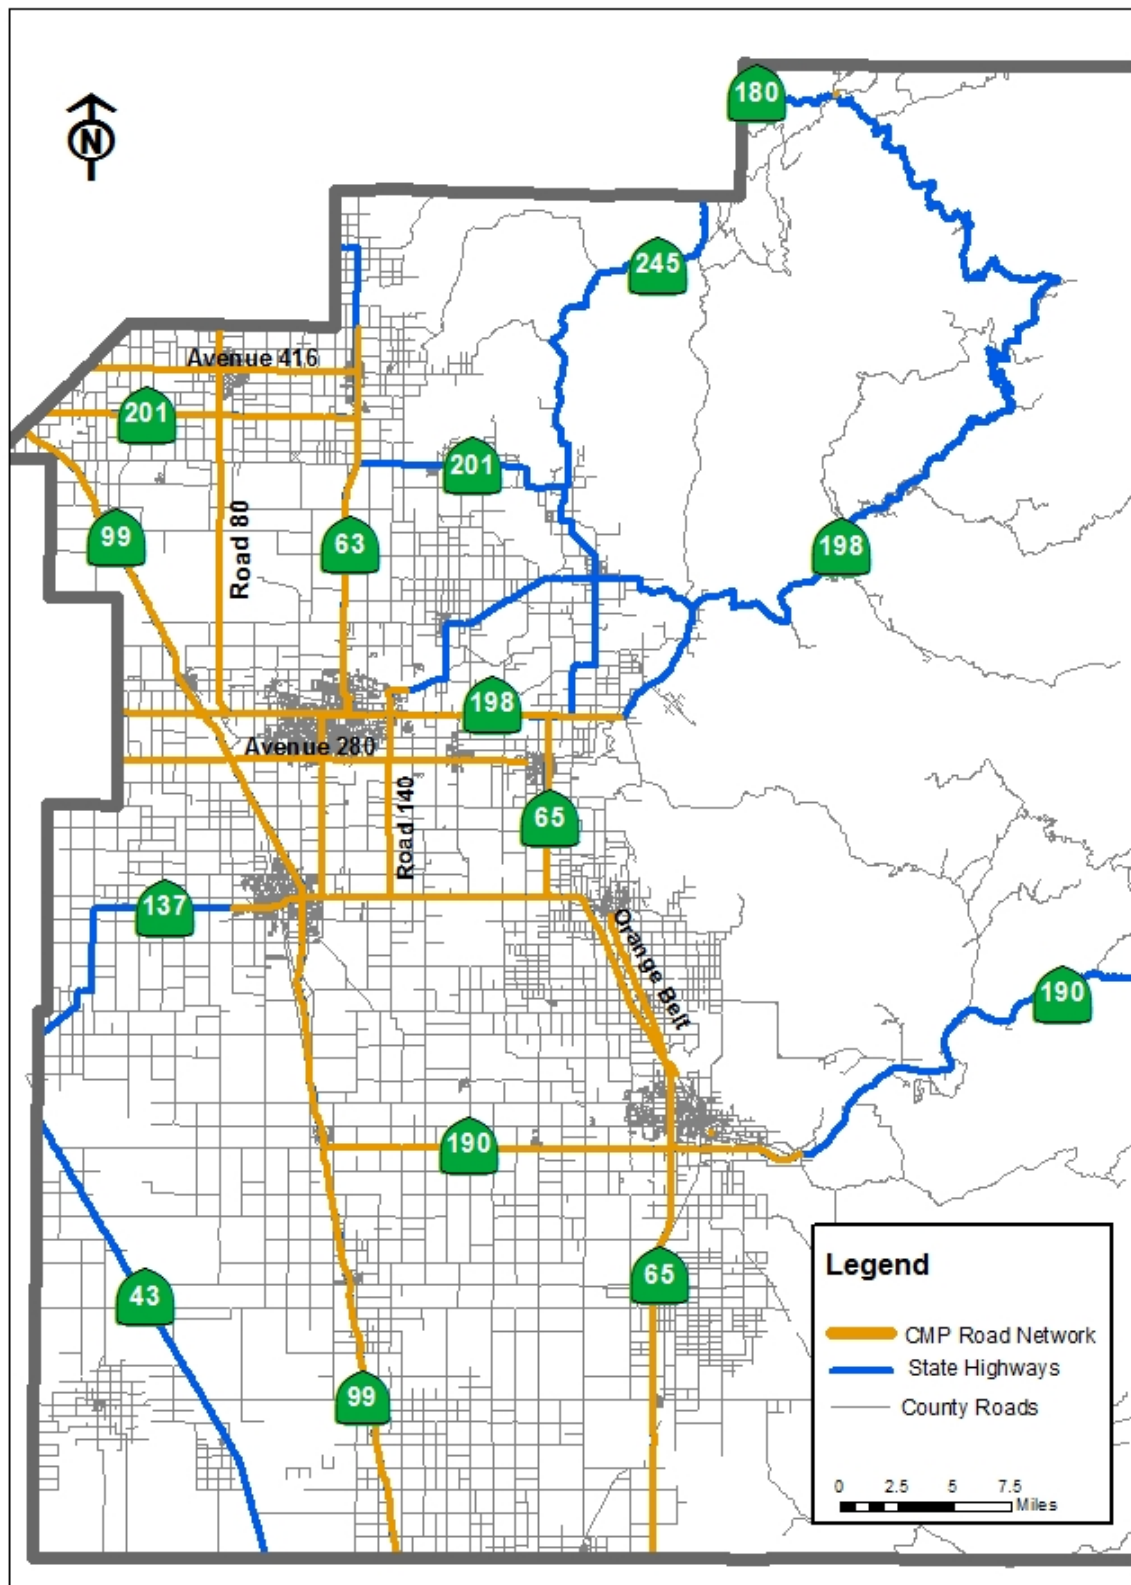 180
N
245
Avenue 416
201
201
99
Road 80
63
198
198
Avenue 280
Road 140
65
137
Orange Belt
190
190
43
65
99
Legend
CMP Road Network
State Highways
County Roads
0 2.5 5 7.5
Miles